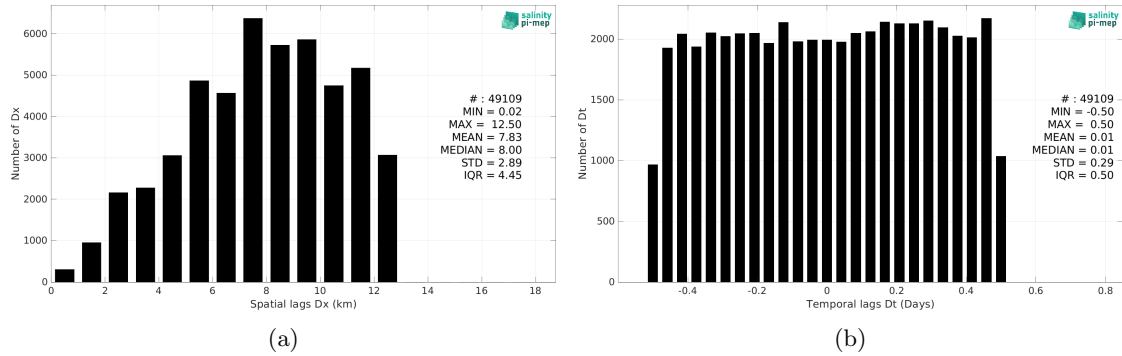 salinity
pi-mep
6000
5000
4000
3000
2000
1000
0
Number of Dx
# : 49109
MIN = 0.02
MAX = 12.50
MEAN = 7.83
MEDIAN = 8.00
STD = 2.89
IQR = 4.45
0 2 4 6 8 10 12 14 16 18
Spatial lags Dx (km)
(a)
salinity
pi-mep
2000
1500
1000
500
0
Number of Dt
# : 49109
MIN = -0.50
MAX = 0.50
MEAN = 0.01
MEDIAN = 0.01
STD = 0.29
IQR = 0.50
-0.4 -0.2 0 0.2 0.4 0.6 0.8
Temporal lags Dt (Days)
(b)